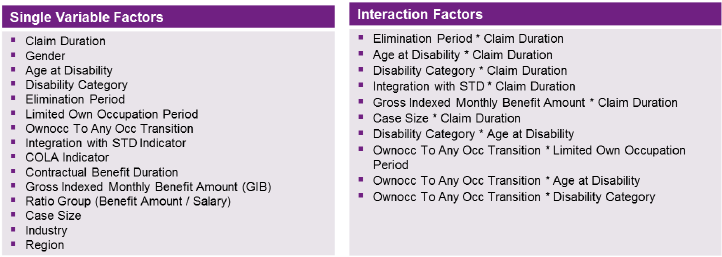 Single Variable Factors
Claim Duration
Gender
Age at Disability
Disability Category
Elimination Period
Limited Own Occupation Period
Ownocc To Any Occ Transition
Integration with STD Indicator
COLA Indicator
Contractual Benefit Duration
Gross Indexed Monthly Benefit Amount (GIB)
Ratio Group (Benefit Amount / Salary)
Case Size
Industry
Region
Interaction Factors
Elimination Period * Claim Duration
Age at Disability * Claim Duration
Disability Category * Claim Duration
Integration with STD * Claim Duration
Gross Indexed Monthly Benefit Amount * Claim Duration
Case Size * Claim Duration
Disability Category * Age at Disability
Ownocc To Any Occ Transition * Limited Own Occupation
Period
Ownocc To Any Occ Transition * Age at Disability
Ownocc To Any Occ Transition * Disability Category